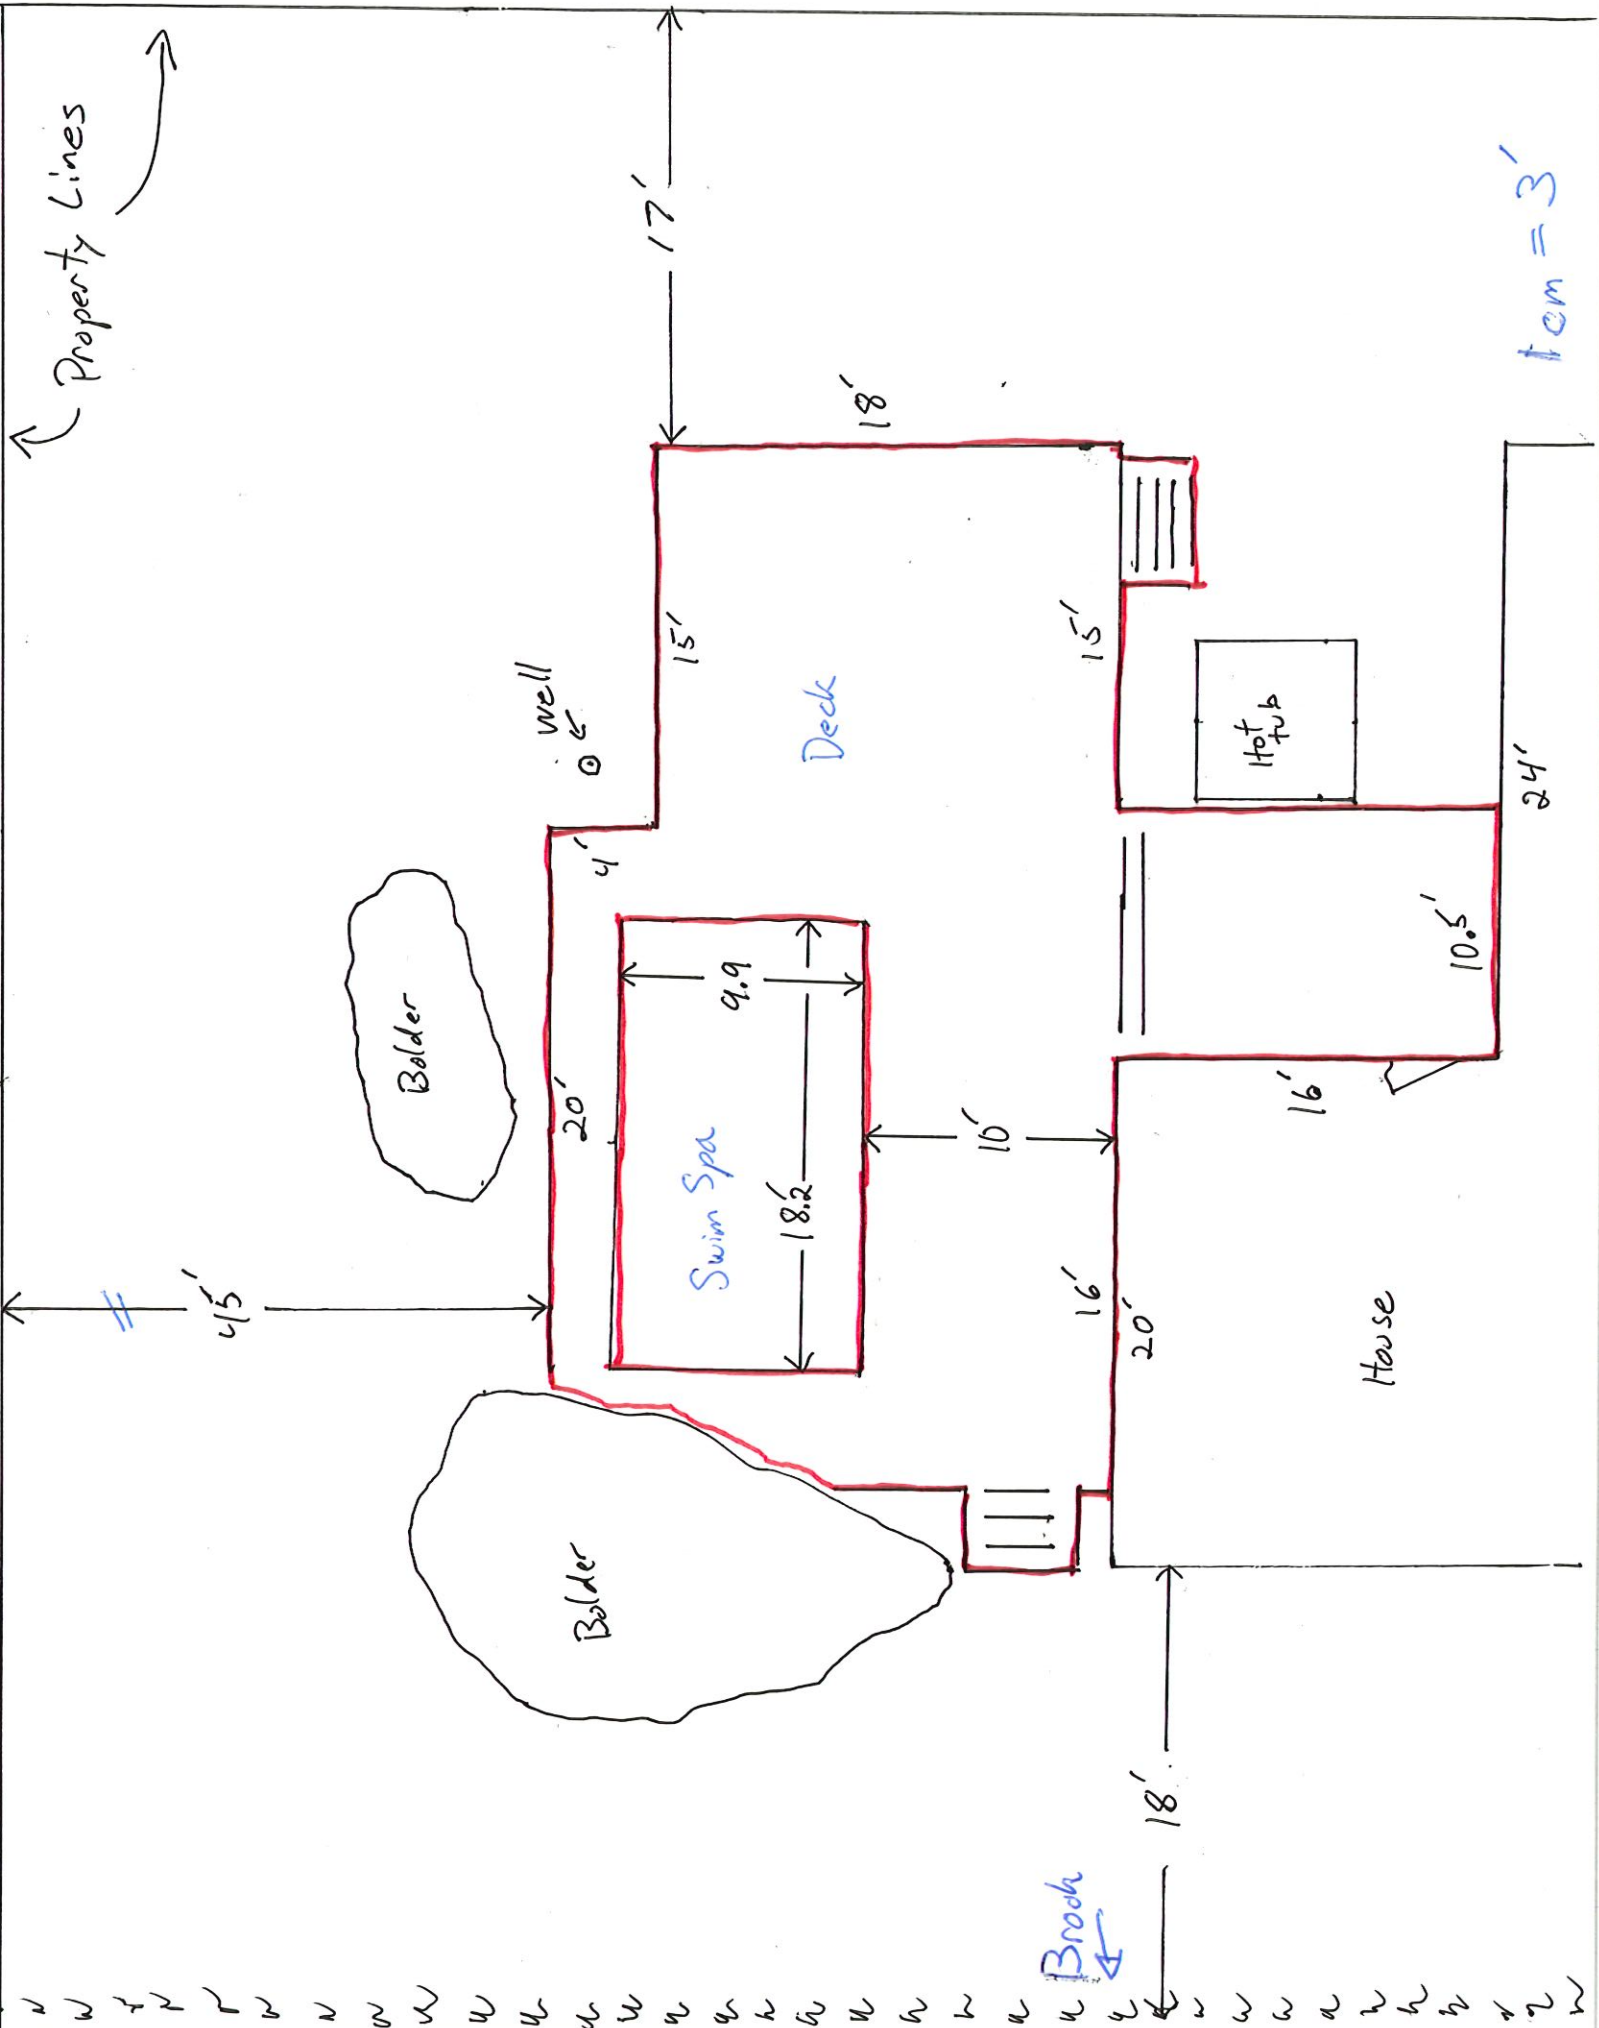 Property Lines
45'
Bolder
well
20'
Bolder
4'
17'
15'
Swim Spa
9.9
18.2'
Deck
18'
10'
Brook
16'
15'
20'
18'
Hot
tub
16'
House
10.5'
24'
1cm = 3'